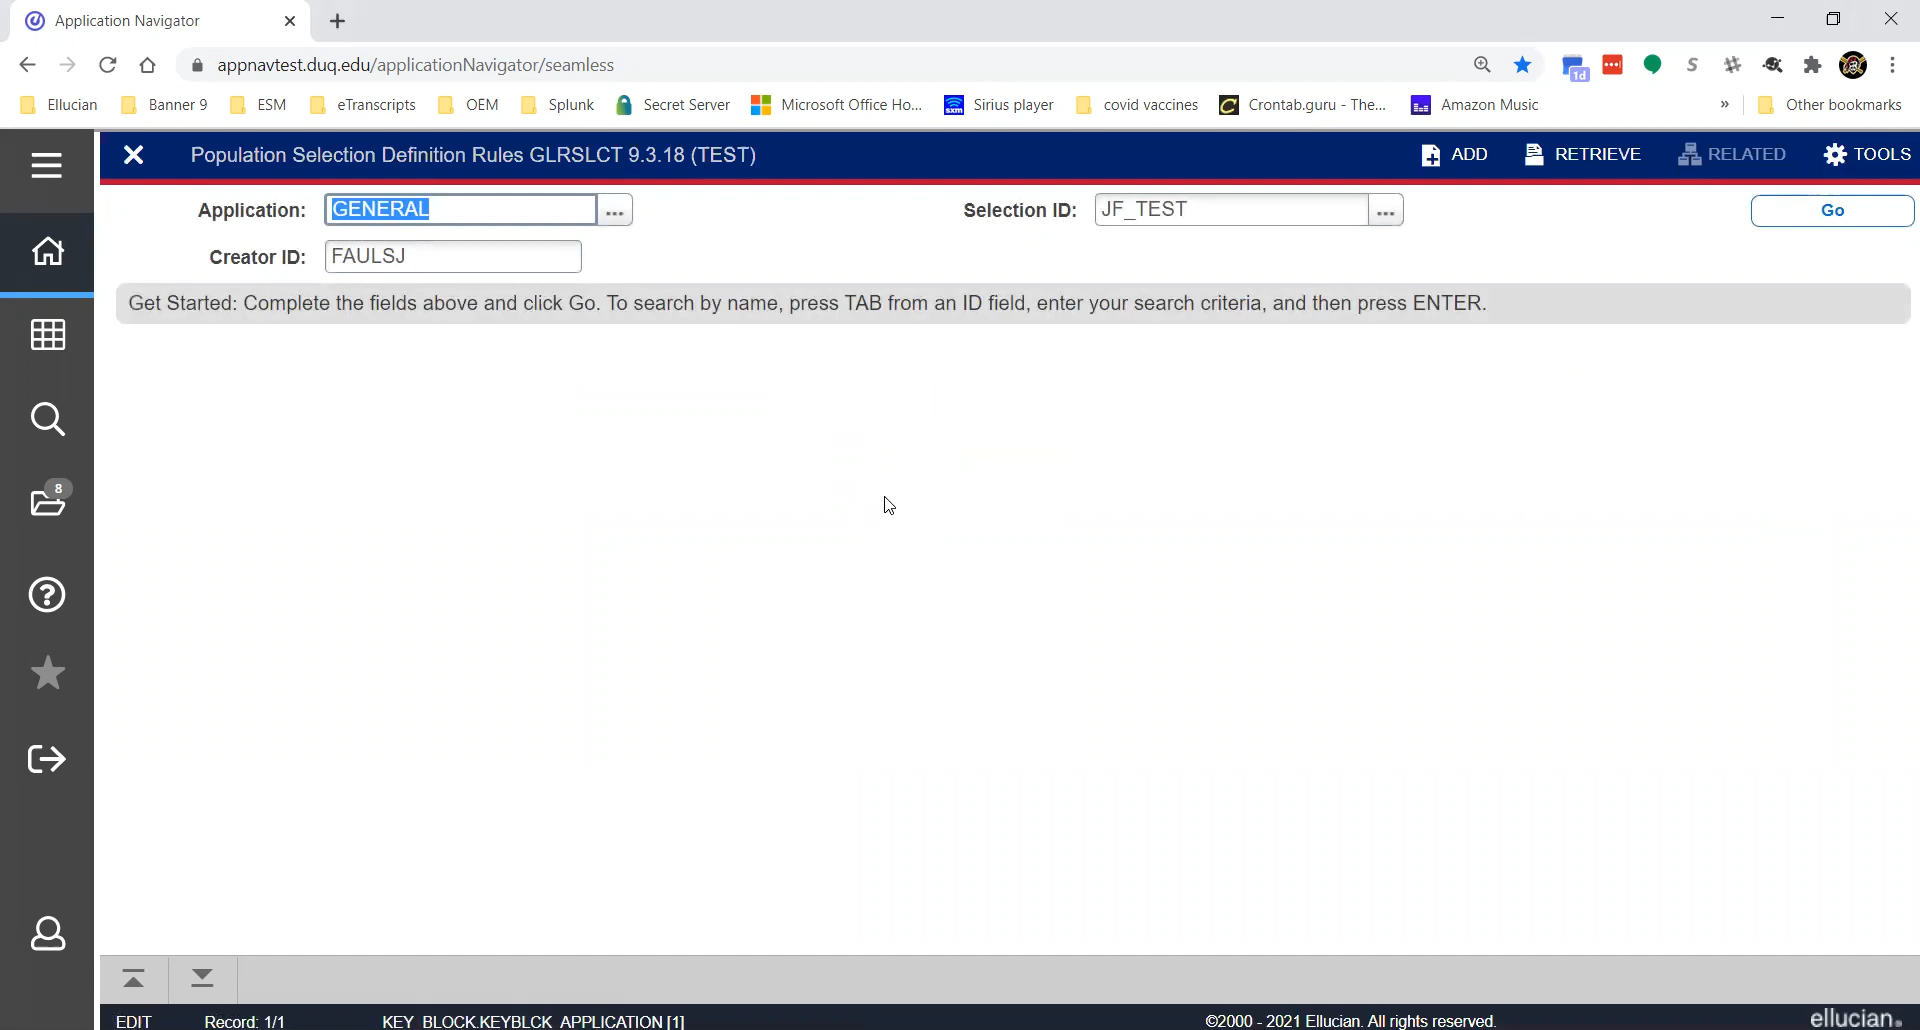 Application Navigator
appnavtest.duq.edu/applicationNavigator/seamless
1d
Ellucian Banner 9 ESM eTranscripts OEM Splunk Secret Server Microsoft Office Ho... Sirius player covid vaccines Crontab.guru - The... Amazon Music » Other bookmarks
Population Selection Definition Rules GLRSLCT 9.3.18 (TEST) ADD RETRIEVE RELATED TOOLS
Application: GENERAL ... Selection ID: JF_TEST ... Go
Creator ID: FAULSJ
Get Started: Complete the fields above and click Go. To search by name, press TAB from an ID field, enter your search criteria, and then press ENTER.
8
EDIT Record: 1/1 KEY_BLOCK.KEYBLCK_APPLICATION [1] ©2000 - 2021 Ellucian. All rights reserved. ellucian.